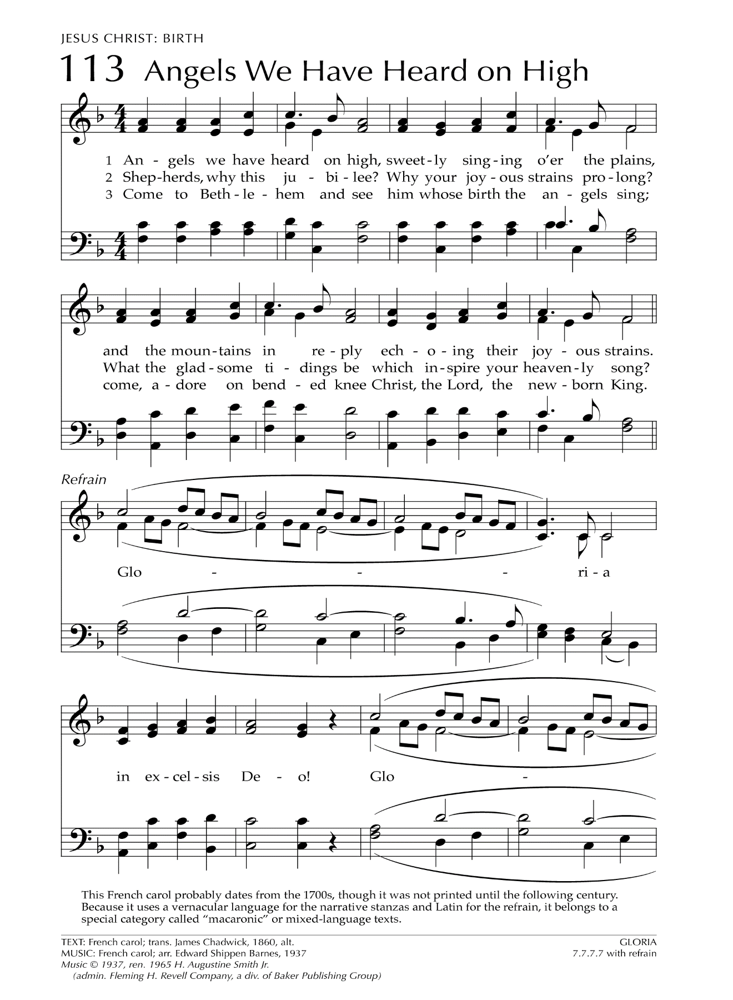 JESUS CHRIST: BIRTH
113 Angels We Have Heard on High
1 An - gels we have heard on high, sweet - ly sing - ing o'er the plains,
2 Shep - herds, why this ju - bi - lee? Why your joy - ous strains pro - long?
3 Come to Beth - le - hem and see him whose birth the an - gels sing;
and the moun - tains in re - ply ech - o - ing their joy - ous strains.
What the glad - some ti - dings be which in - spire your heaven - ly song?
come, a - dore on bend - ed knee Christ, the Lord, the new - born King.
Refrain
Glo - - - ri - a
in ex - cel - sis De - o! Glo -
This French carol probably dates from the 1700s, though it was not printed until the following century.
Because it uses a vernacular language for the narrative stanzas and Latin for the refrain, it belongs to a
special category called “macaronic” or mixed-language texts.
TEXT: French carol; trans. James Chadwick, 1860, alt. GLORIA
MUSIC: French carol; arr. Edward Shippen Barnes, 1937 7.7.7.7 with refrain
Music © 1937, ren. 1965 H. Augustine Smith Jr.
(admin. Fleming H. Revell Company, a div. of Baker Publishing Group)